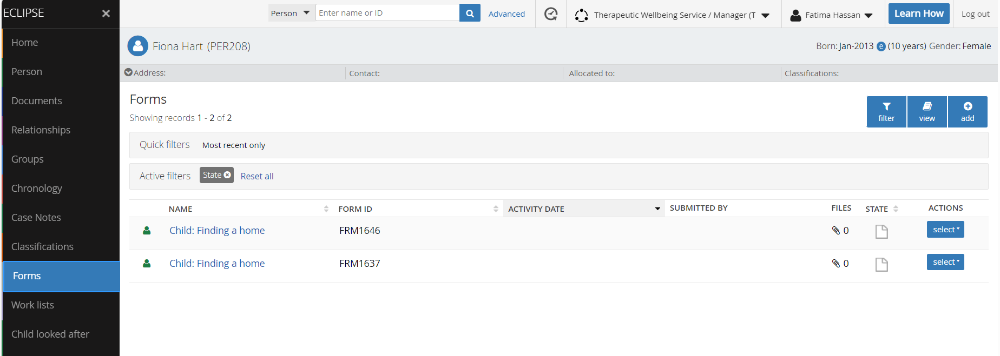 ECLIPSE
Person Enter name or ID Advanced Therapeutic Wellbeing Service / Manager (T Fatima Hassan Learn How Log out
Home
Person
Documents
Relationships
Groups
Chronology
Case Notes
Classifications
Forms
Work lists
Child looked after
Fiona Hart (PER208) Born: Jan-2013 e (10 years) Gender: Female
Address: Contact: Allocated to: Classifications:
Forms
Showing records 1 - 2 of 2
filter view add
Quick filters Most recent only
Active filters State Reset all
NAME FORM ID ACTIVITY DATE SUBMITTED BY FILES STATE ACTIONS
Child: Finding a home FRM1646 0 select
Child: Finding a home FRM1637 0 select